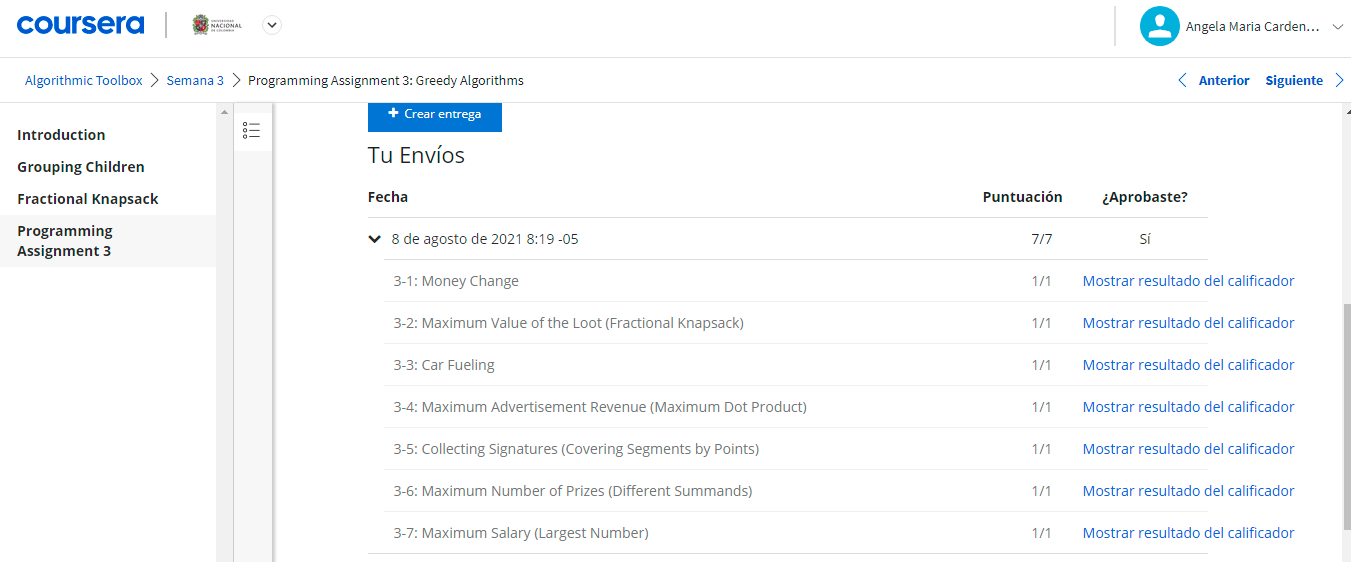 coursera
UNIVERSIDAD
NACIONAL
DE COLOMBIA
Angela Maria Carden...
Algorithmic Toolbox > Semana 3 > Programming Assignment 3: Greedy Algorithms
Anterior Siguiente
Introduction
Grouping Children
Fractional Knapsack
Programming
Assignment 3
+ Crear entrega
Tu Envíos
Fecha Puntuación ¿Aprobaste?
8 de agosto de 2021 8:19 -05 7/7 Sí
3-1: Money Change 1/1 Mostrar resultado del calificador
3-2: Maximum Value of the Loot (Fractional Knapsack) 1/1 Mostrar resultado del calificador
3-3: Car Fueling 1/1 Mostrar resultado del calificador
3-4: Maximum Advertisement Revenue (Maximum Dot Product) 1/1 Mostrar resultado del calificador
3-5: Collecting Signatures (Covering Segments by Points) 1/1 Mostrar resultado del calificador
3-6: Maximum Number of Prizes (Different Summands) 1/1 Mostrar resultado del calificador
3-7: Maximum Salary (Largest Number) 1/1 Mostrar resultado del calificador